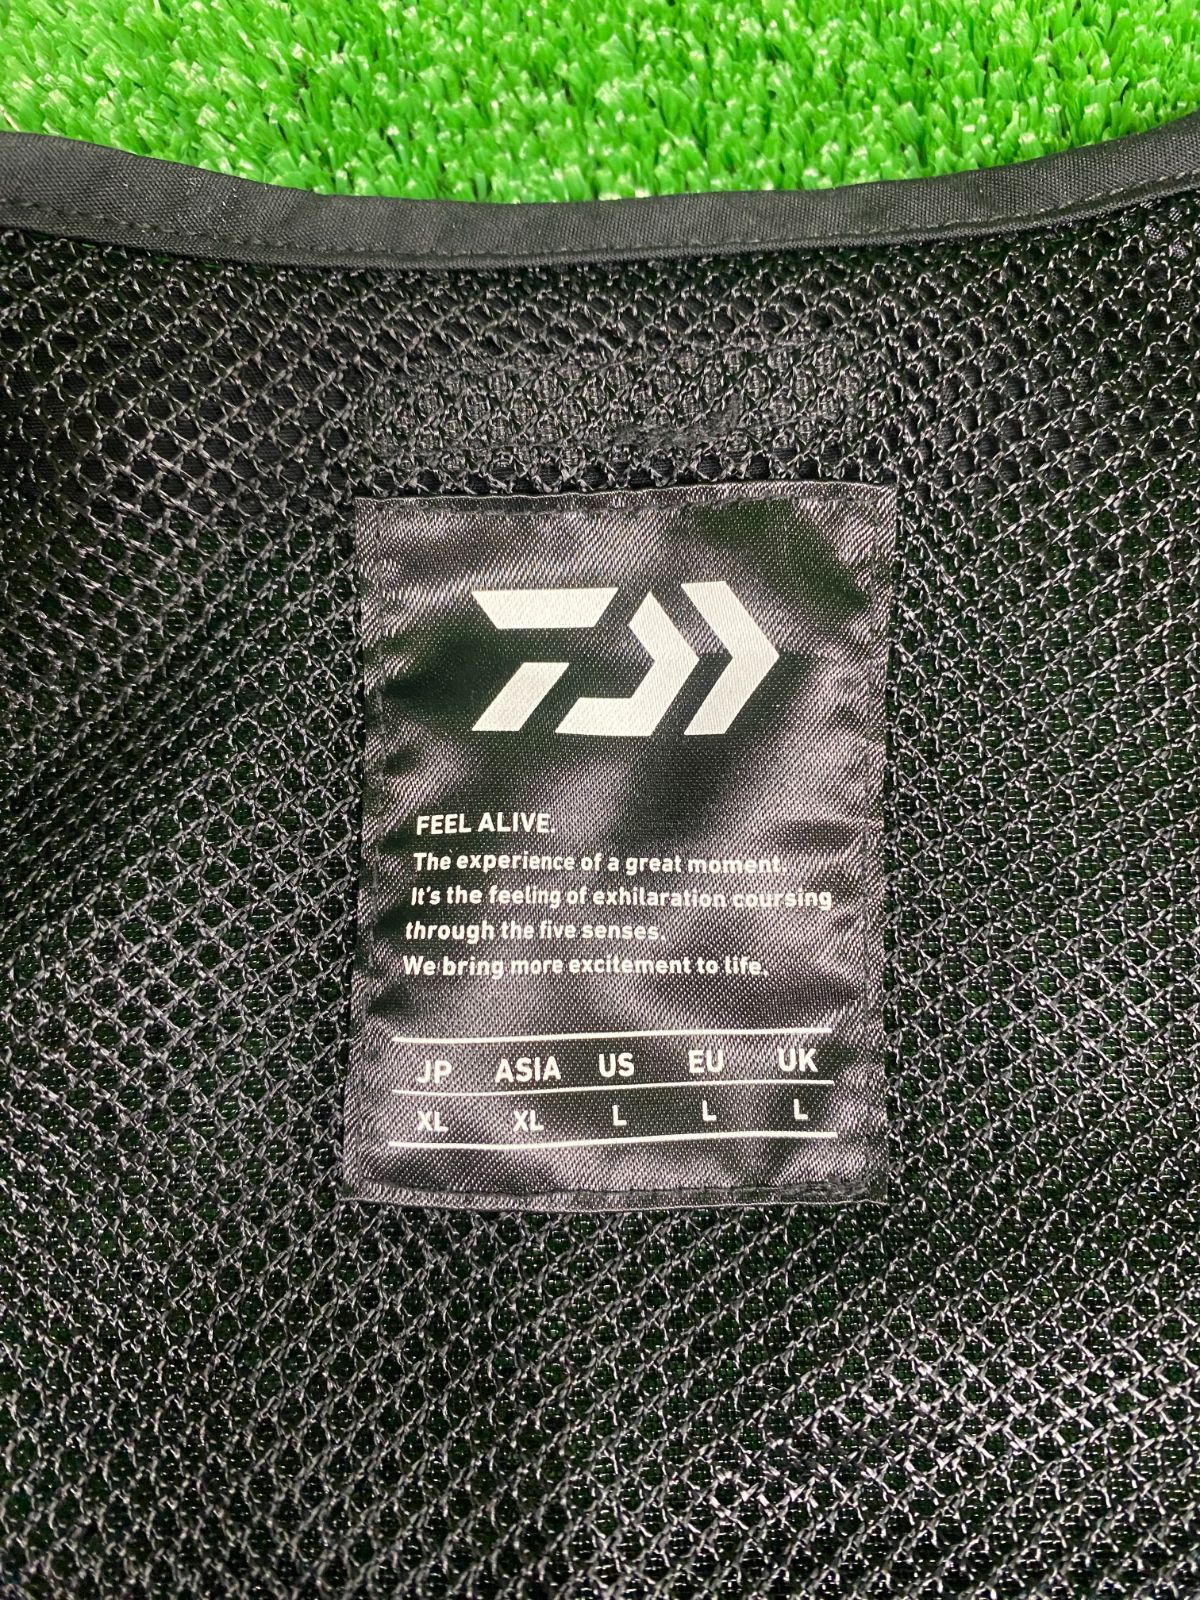 FEEL ALIVE.
The experience of a great moment.
It's the feeling of exhilaration coursing
through the five senses.
We bring more excitement to life.
JP ASIA US EU UK
XL XL L L L